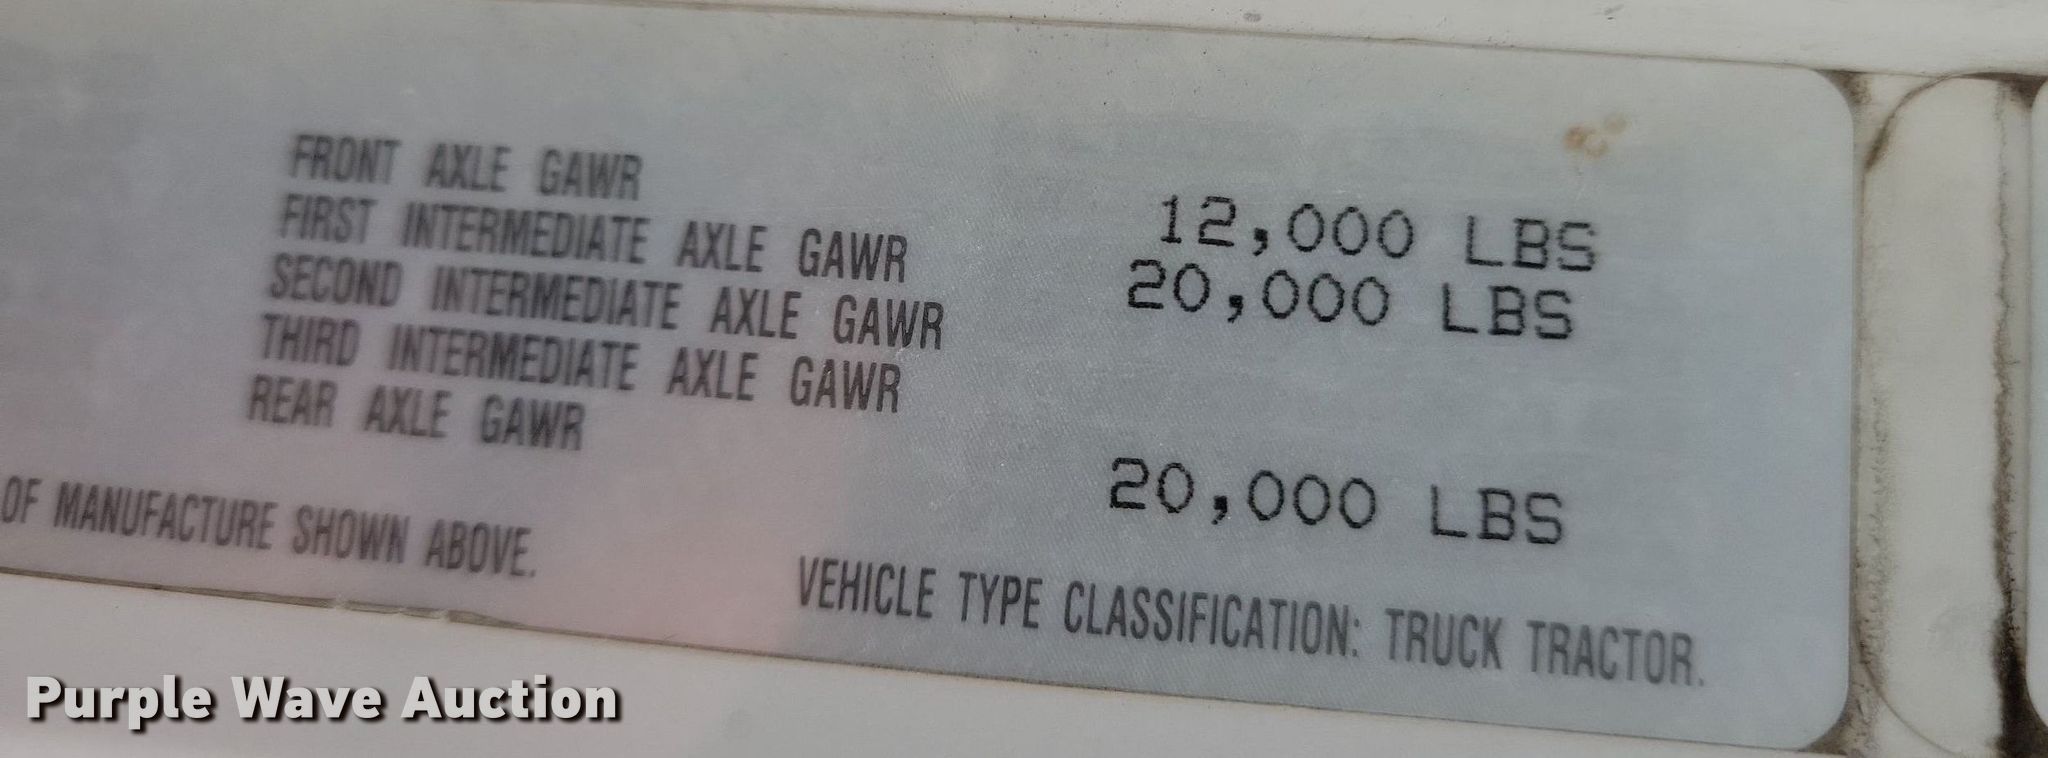 FRONT AXLE GAWR 12,000 LBS
FIRST INTERMEDIATE AXLE GAWR 20,000 LBS
SECOND INTERMEDIATE AXLE GAWR
THIRD INTERMEDIATE AXLE GAWR
REAR AXLE GAWR 20,000 LBS
OF MANUFACTURE SHOWN ABOVE.
VEHICLE TYPE CLASSIFICATION: TRUCK TRACTOR.
Purple Wave Auction